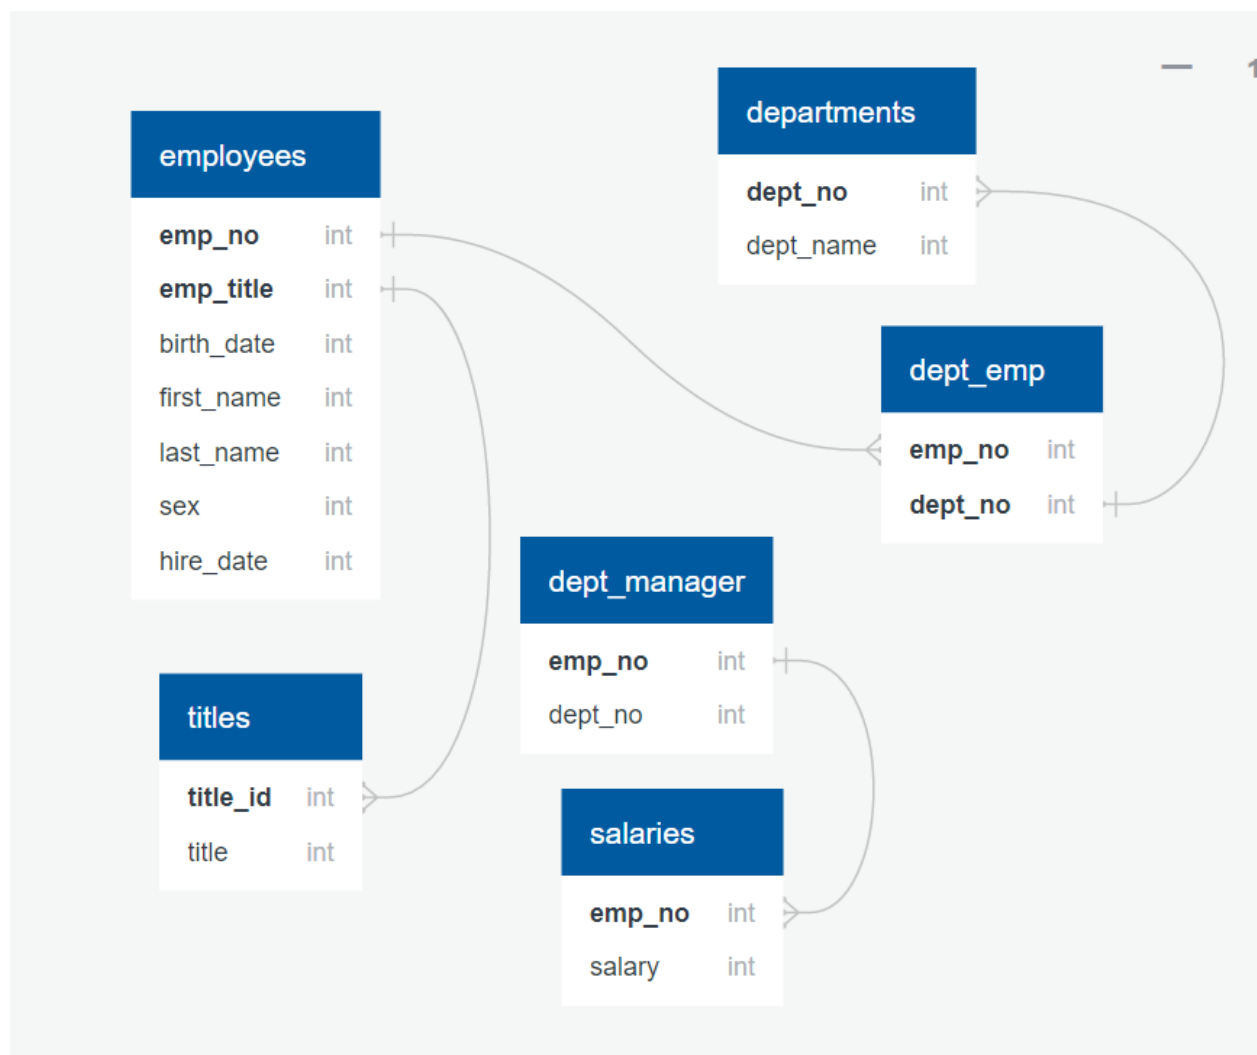 1
departments
dept_no int
dept_name int
employees
emp_no int
emp_title int
birth_date int
first_name int
last_name int
sex int
hire_date int
dept_emp
emp_no int
dept_no int
dept_manager
emp_no int
dept_no int
titles
title_id int
title int
salaries
emp_no int
salary int